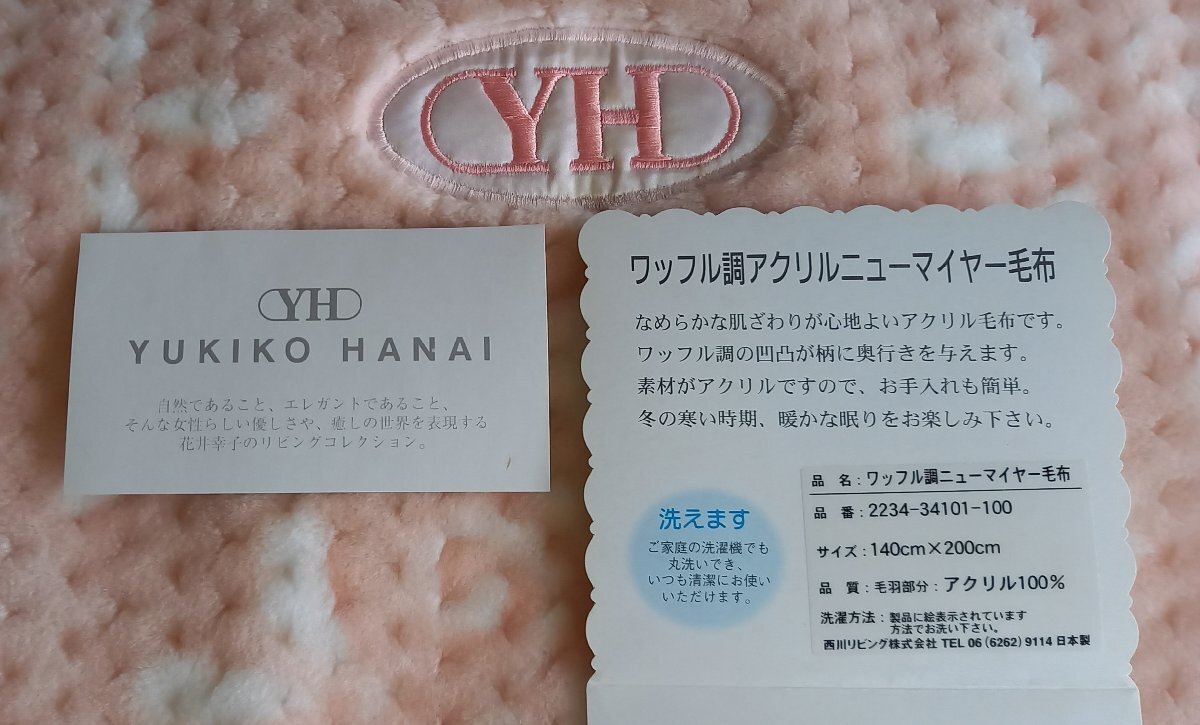 YH
YH
YUKIKO HANAI
自然であること、エレガントであること、
そんな女性らしい優しさや、癒しの世界を表現する
花井幸子のリビングコレクション。
ワッフル調アクリルニューマイヤー毛布
なめらかな肌ざわりが心地よいアクリル毛布です。
ワッフル調の凹凸が柄に奥行きを与えます。
素材がアクリルですので、お手入れも簡単。
冬の寒い時期、暖かな眠りをお楽しみ下さい。
洗えます
ご家庭の洗濯機でも
丸洗いでき、
いつも清潔にお使い
いただけます。
品 名：ワッフル調ニューマイヤー毛布
品 番：2234-34101-100
サイズ：140cm×200cm
品 質：毛羽部分：アクリル100%
洗濯方法：製品に絵表示されています
方法でお洗い下さい。
西川リビング株式会社 TEL 06(6262)9114 日本製